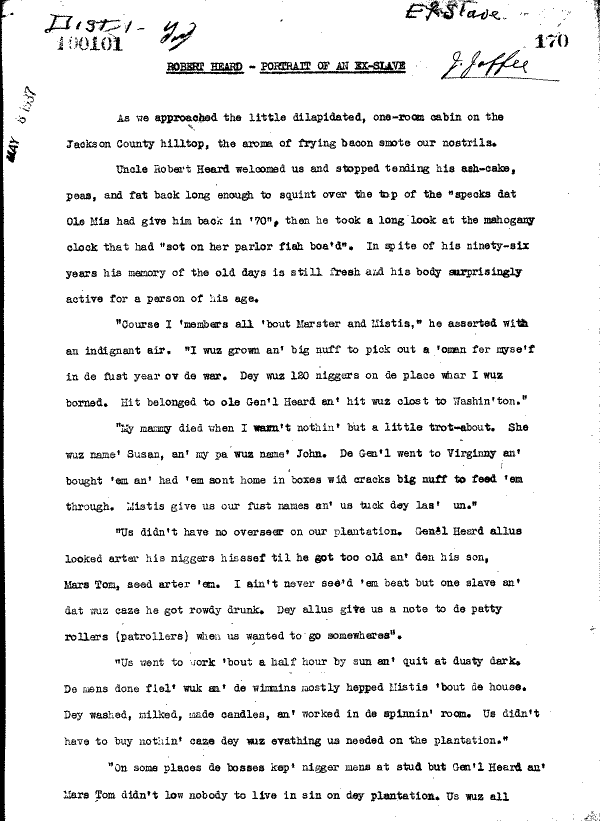 Dist 1 - Ex Slave
100101
170
J. Jaffee
MAY 8 1937
ROBERT HEARD - PORTRAIT OF AN EX-SLAVE
As we approached the little dilapidated, one-room cabin on the
Jackson County hilltop, the aroma of frying bacon smote our nostrils.
Uncle Robert Heard welcomed us and stopped tending his ash-cake,
peas, and fat back long enough to squint over the top of the "specks dat
Ole Mis had give him back in '70", then he took a long look at the mahogany
clock that had "sot on her parlor fiah boa'd". In spite of his ninety-six
years his memory of the old days is still fresh and his body surprisingly
active for a person of his age.
"Course I 'members all 'bout Marster and Mistis," he asserted with
an indignant air. "I wuz grown an' big nuff to pick out a 'oman fer myse'f
in de fust year ov de war. Dey wuz 120 niggers on de place whar I wuz
borned. Hit belonged to ole Gen'l Heard an' hit wuz clost to Washin'ton."
"My mammy died when I wasn't nothin' but a little trot-about. She
wuz name' Susan, an' my pa wuz name' John. De Gen'l went to Virginny an'
bought 'em an' had 'em sont home in boxes wid cracks big nuff to feed 'em
through. Mistis give us our fust names an' us tuck dey las' un."
"Us didn't have no overseer on our plantation. Genel Heard allus
looked arter his niggers hisssef til he got too old an' den his son,
Mars Tom, seed arter 'em. I ain't never see'd 'em beat but one slave an'
dat wuz caze he got rowdy drunk. Dey allus give us a note to de patty
rollers (patrollers) when us wanted to go somewheres".
"Us went to work 'bout a half hour by sun an' quit at dusty dark.
De mens done fiel' wuk an' de wimmins mostly hepped Mistis 'bout de house.
Dey washed, milked, made candles, an' worked in de spinnin' room. Us didn't
have to buy nothin' caze dey wuz evathing us needed on the plantation."
"On some places de bosses kep' nigger mens at stud but Gen'l Heard an'
Mars Tom didn't low nobody to live in sin on dey plantation. Us wuz all